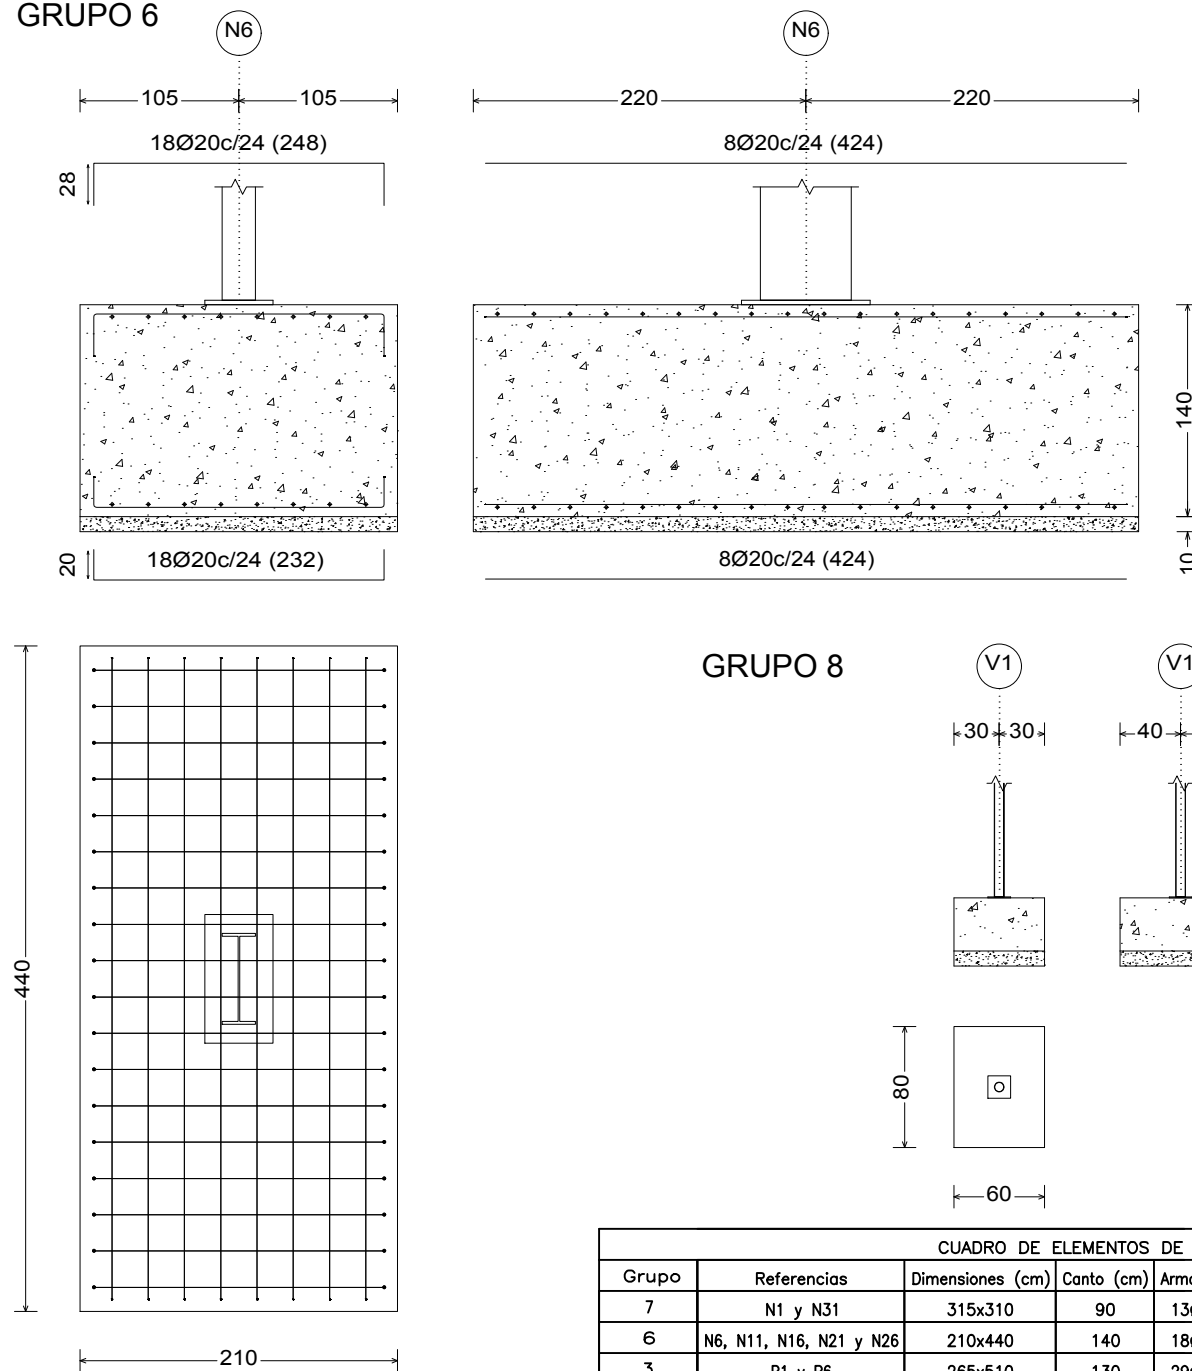 GRUPO 6
N6
N6
105 105
220 220
18Ø20c/24 (248)
8Ø20c/24 (424)
28
140
18Ø20c/24 (232)
8Ø20c/24 (424)
20
10
GRUPO 8
V1
V1
30 30
40
440
80
60
210
CUADRO DE ELEMENTOS DE
Grupo Referencias Dimensiones (cm) Canto (cm)
7 N1 y N31 315x310 90
6 N6, N11, N16, N21 y N26 210x440 140